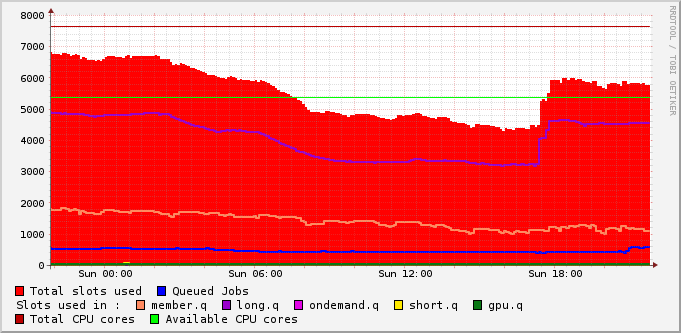 RRDTOOL / TOBI OETIKER
8000
7000
6000
5000
4000
3000
2000
1000
0
Sun 00:00 Sun 06:00 Sun 12:00 Sun 18:00
Total slots used Queued Jobs
Slots used in : member.q long.q ondemand.q short.q gpu.q
Total CPU cores Available CPU cores